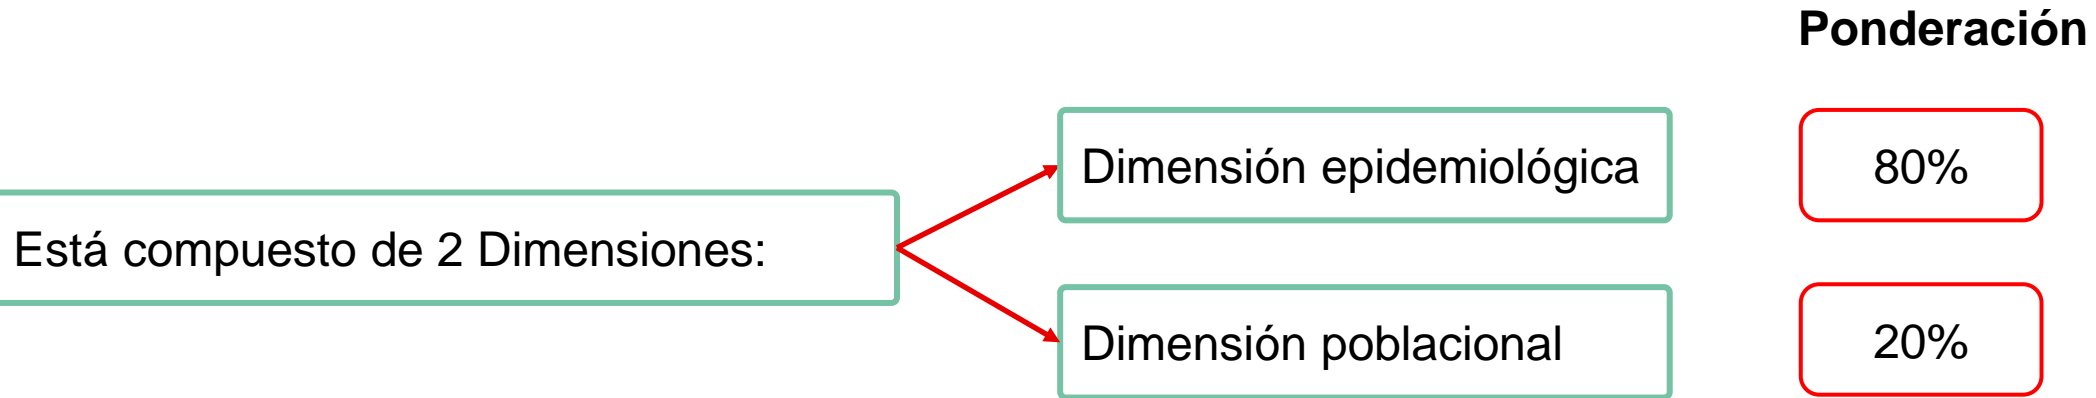 Ponderación
Dimensión epidemiológica
80%
Está compuesto de 2 Dimensiones:
Dimensión poblacional
20%